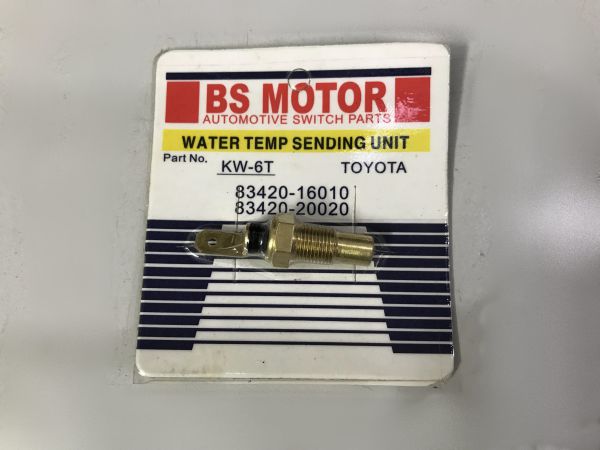 BS MOTOR
AUTOMOTIVE SWITCH PARTS
WATER TEMP SENDING UNIT
Part No. KW-6T TOYOTA
83420-16010
83420-20020